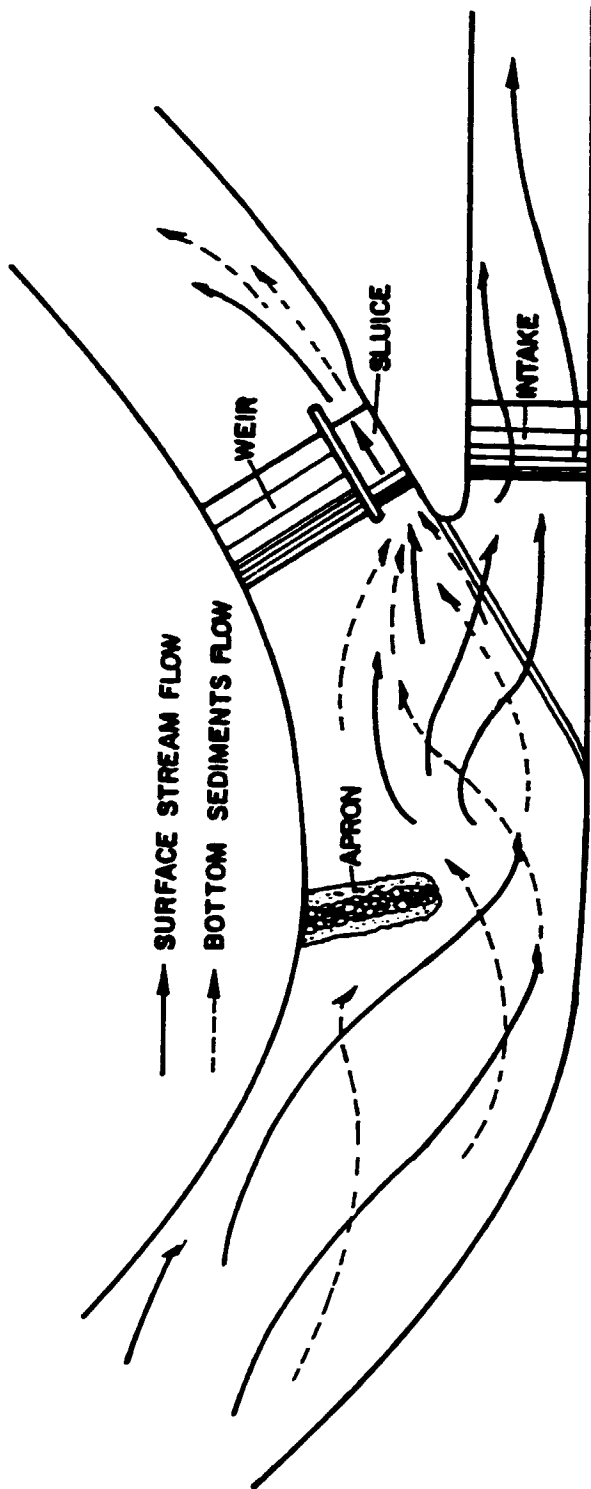 SURFACE STREAM FLOW
BOTTOM SEDIMENTS FLOW
APRON
WEIR
SLUICE
INTAKE